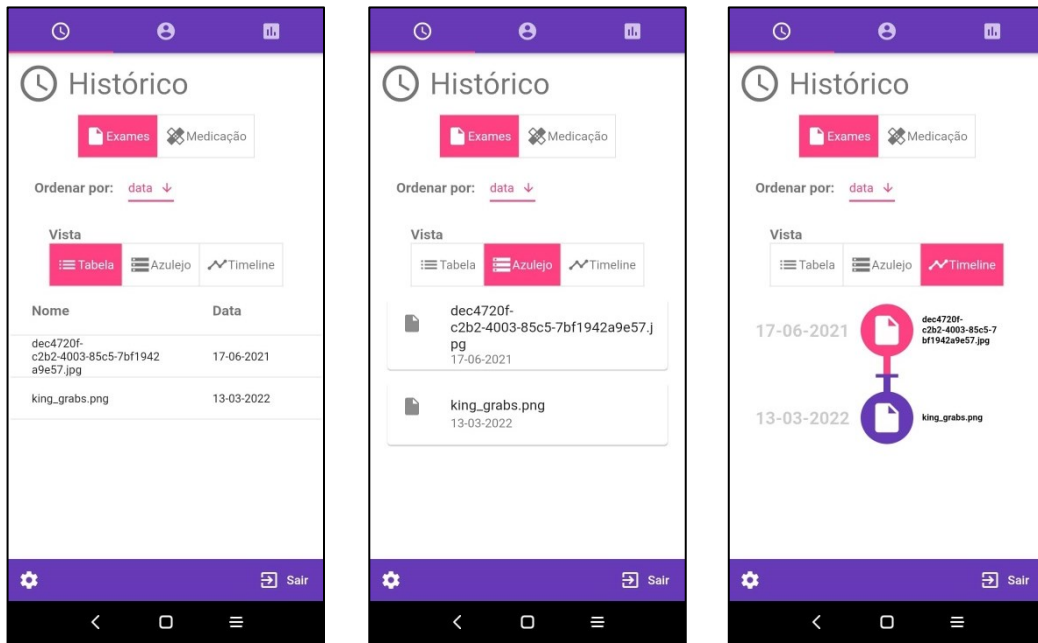 Histórico
Exames Medicação
Ordenar por: data
Vista
Tabela Azulejo Timeline
Nome Data
dec4720f-
c2b2-4003-85c5-7bf1942
a9e57.jpg
17-06-2021
king_grabs.png 13-03-2022
Sair
Histórico
Exames Medicação
Ordenar por: data
Vista
Tabela Azulejo Timeline
dec4720f-
c2b2-4003-85c5-7bf1942a9e57.j
pg
17-06-2021
king_grabs.png
13-03-2022
Sair
Histórico
Exames Medicação
Ordenar por: data
Vista
Tabela Azulejo Timeline
17-06-2021
dec4720f-
c2b2-4003-85c5-7
bf1942a9e57.jpg
13-03-2022 king_grabs.png
Sair